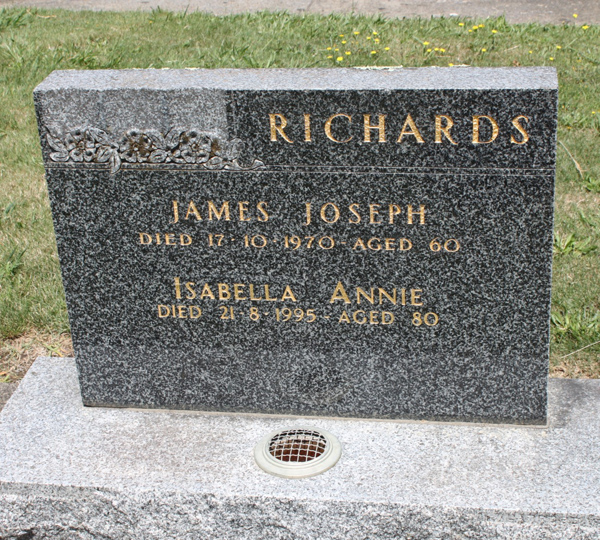 RICHARDS
JAMES JOSEPH
DIED 17-10-1970-AGED 60
ISABELLA ANNIE
DIED 21-8-1995-AGED 80